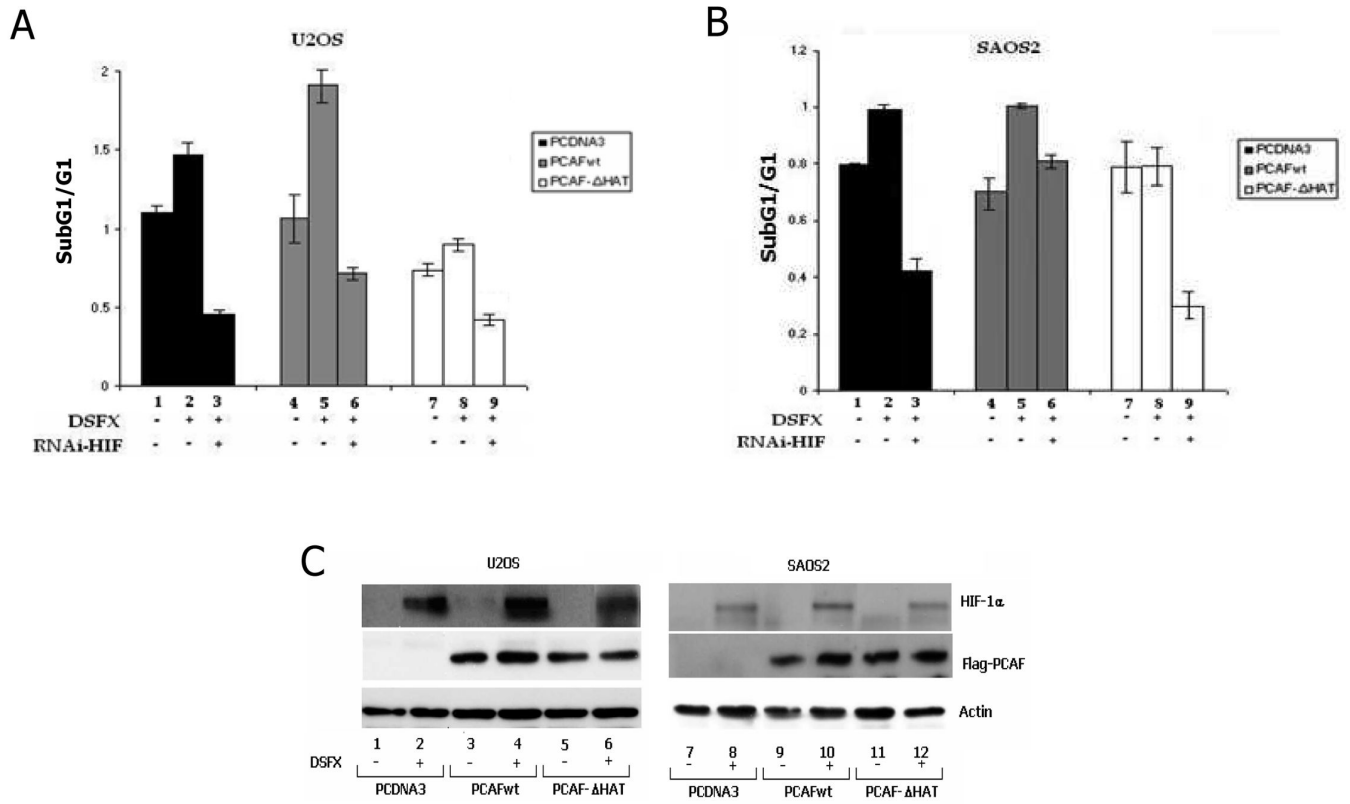 A
U2OS
SubG1/G1
2
1.5
1
0.5
0
PCDNA3
PCAFwt
PCAF-ΔHAT
1 2 3 4 5 6 7 8 9
DSFX - + + - + + - + +
RNAi-HIF - - + - - + - - +
B
SAOS2
SubG1/G1
1.2
1
0.8
0.6
0.4
0.2
0
PCDNA3
PCAFwt
PCAF-ΔHAT
1 2 3 4 5 6 7 8 9
DSFX - + + - + + - + +
RNAi-HIF - - + - - + - - +
C
U2OS SAOS2
HIF-1α
Flag-PCAF
Actin
1 2 3 4 5 6 7 8 9 10 11 12
DSFX - + - + - + - + - + - +
PCDNA3 PCAFwt PCAF-ΔHAT PCDNA3 PCAFwt PCAF-ΔHAT